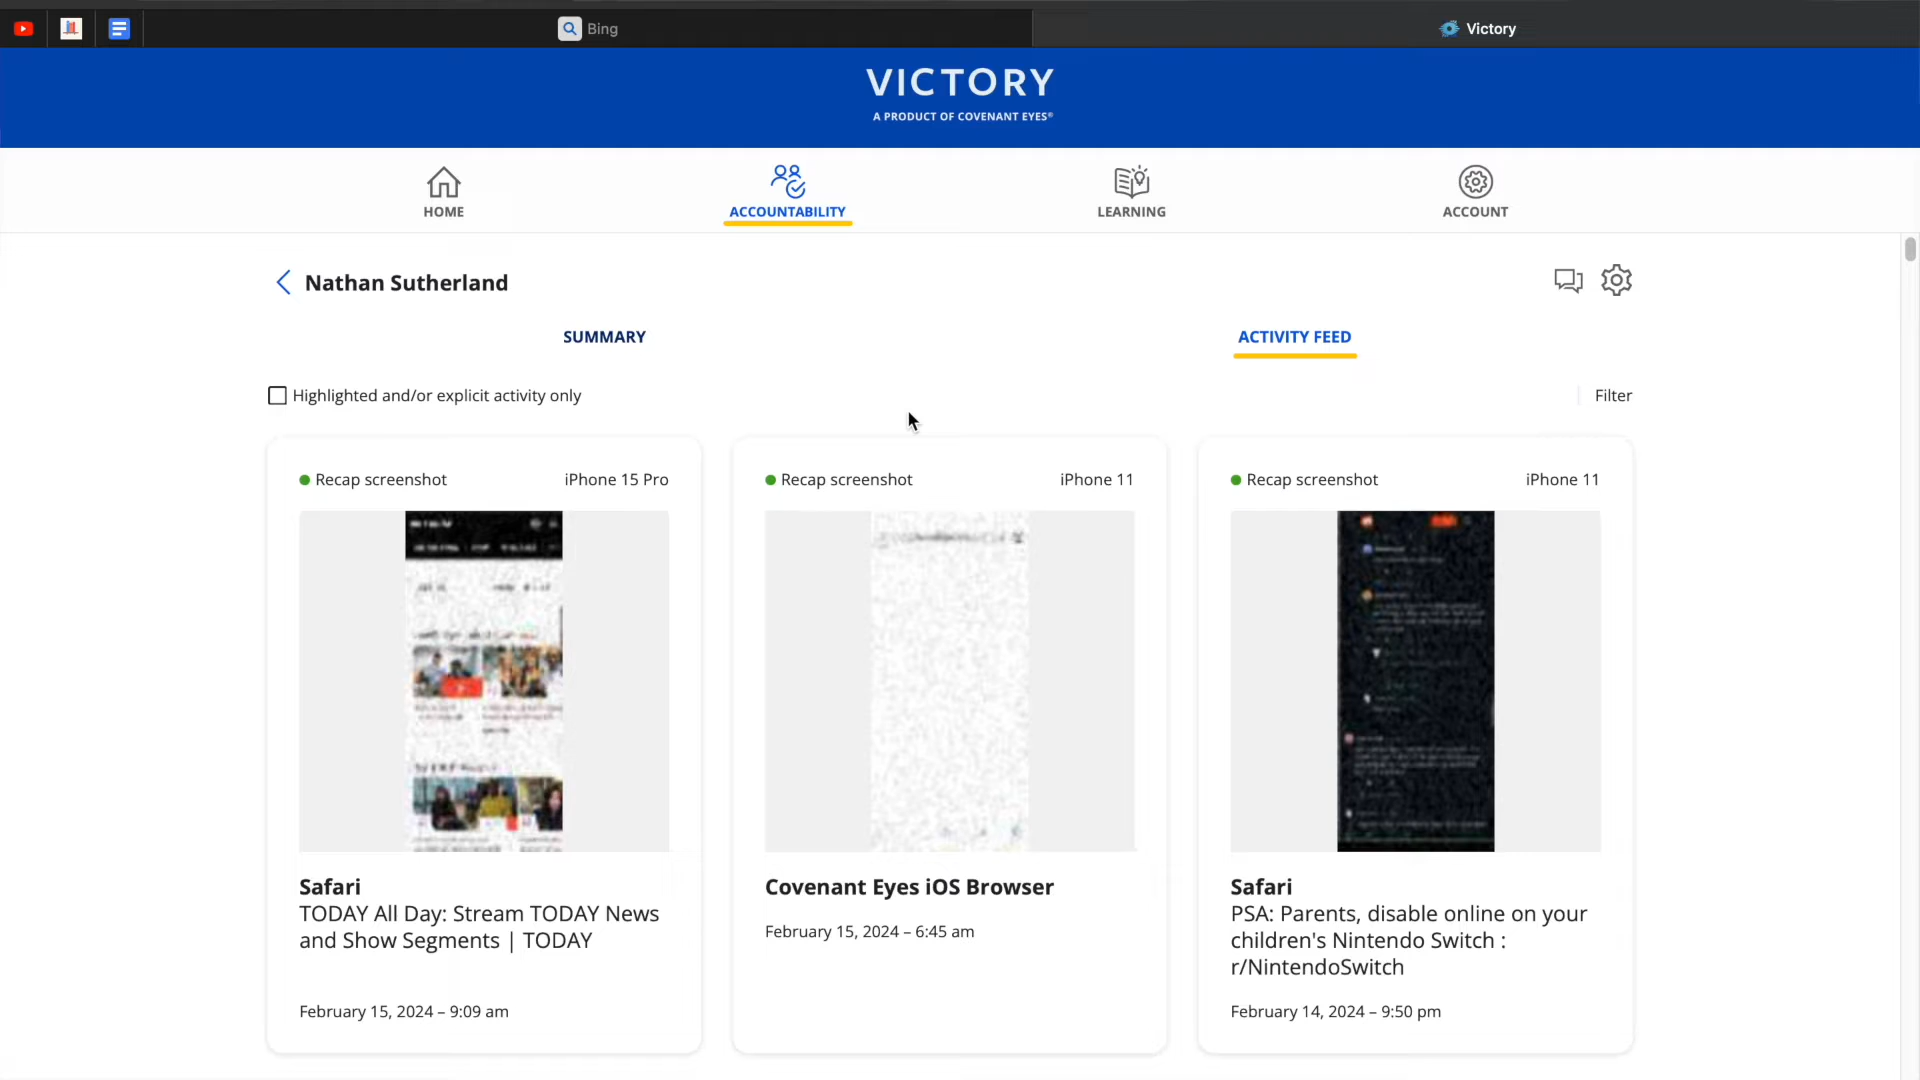 Bing
Victory
VICTORY
A PRODUCT OF COVENANT EYES®
HOME
ACCOUNTABILITY
LEARNING
ACCOUNT
Nathan Sutherland
SUMMARY
ACTIVITY FEED
Highlighted and/or explicit activity only
Filter
Recap screenshot
iPhone 15 Pro
Safari
TODAY All Day: Stream TODAY News
and Show Segments | TODAY
February 15, 2024 – 9:09 am
Recap screenshot
iPhone 11
Covenant Eyes iOS Browser
February 15, 2024 – 6:45 am
Recap screenshot
iPhone 11
Safari
PSA: Parents, disable online on your
children's Nintendo Switch :
r/NintendoSwitch
February 14, 2024 – 9:50 pm